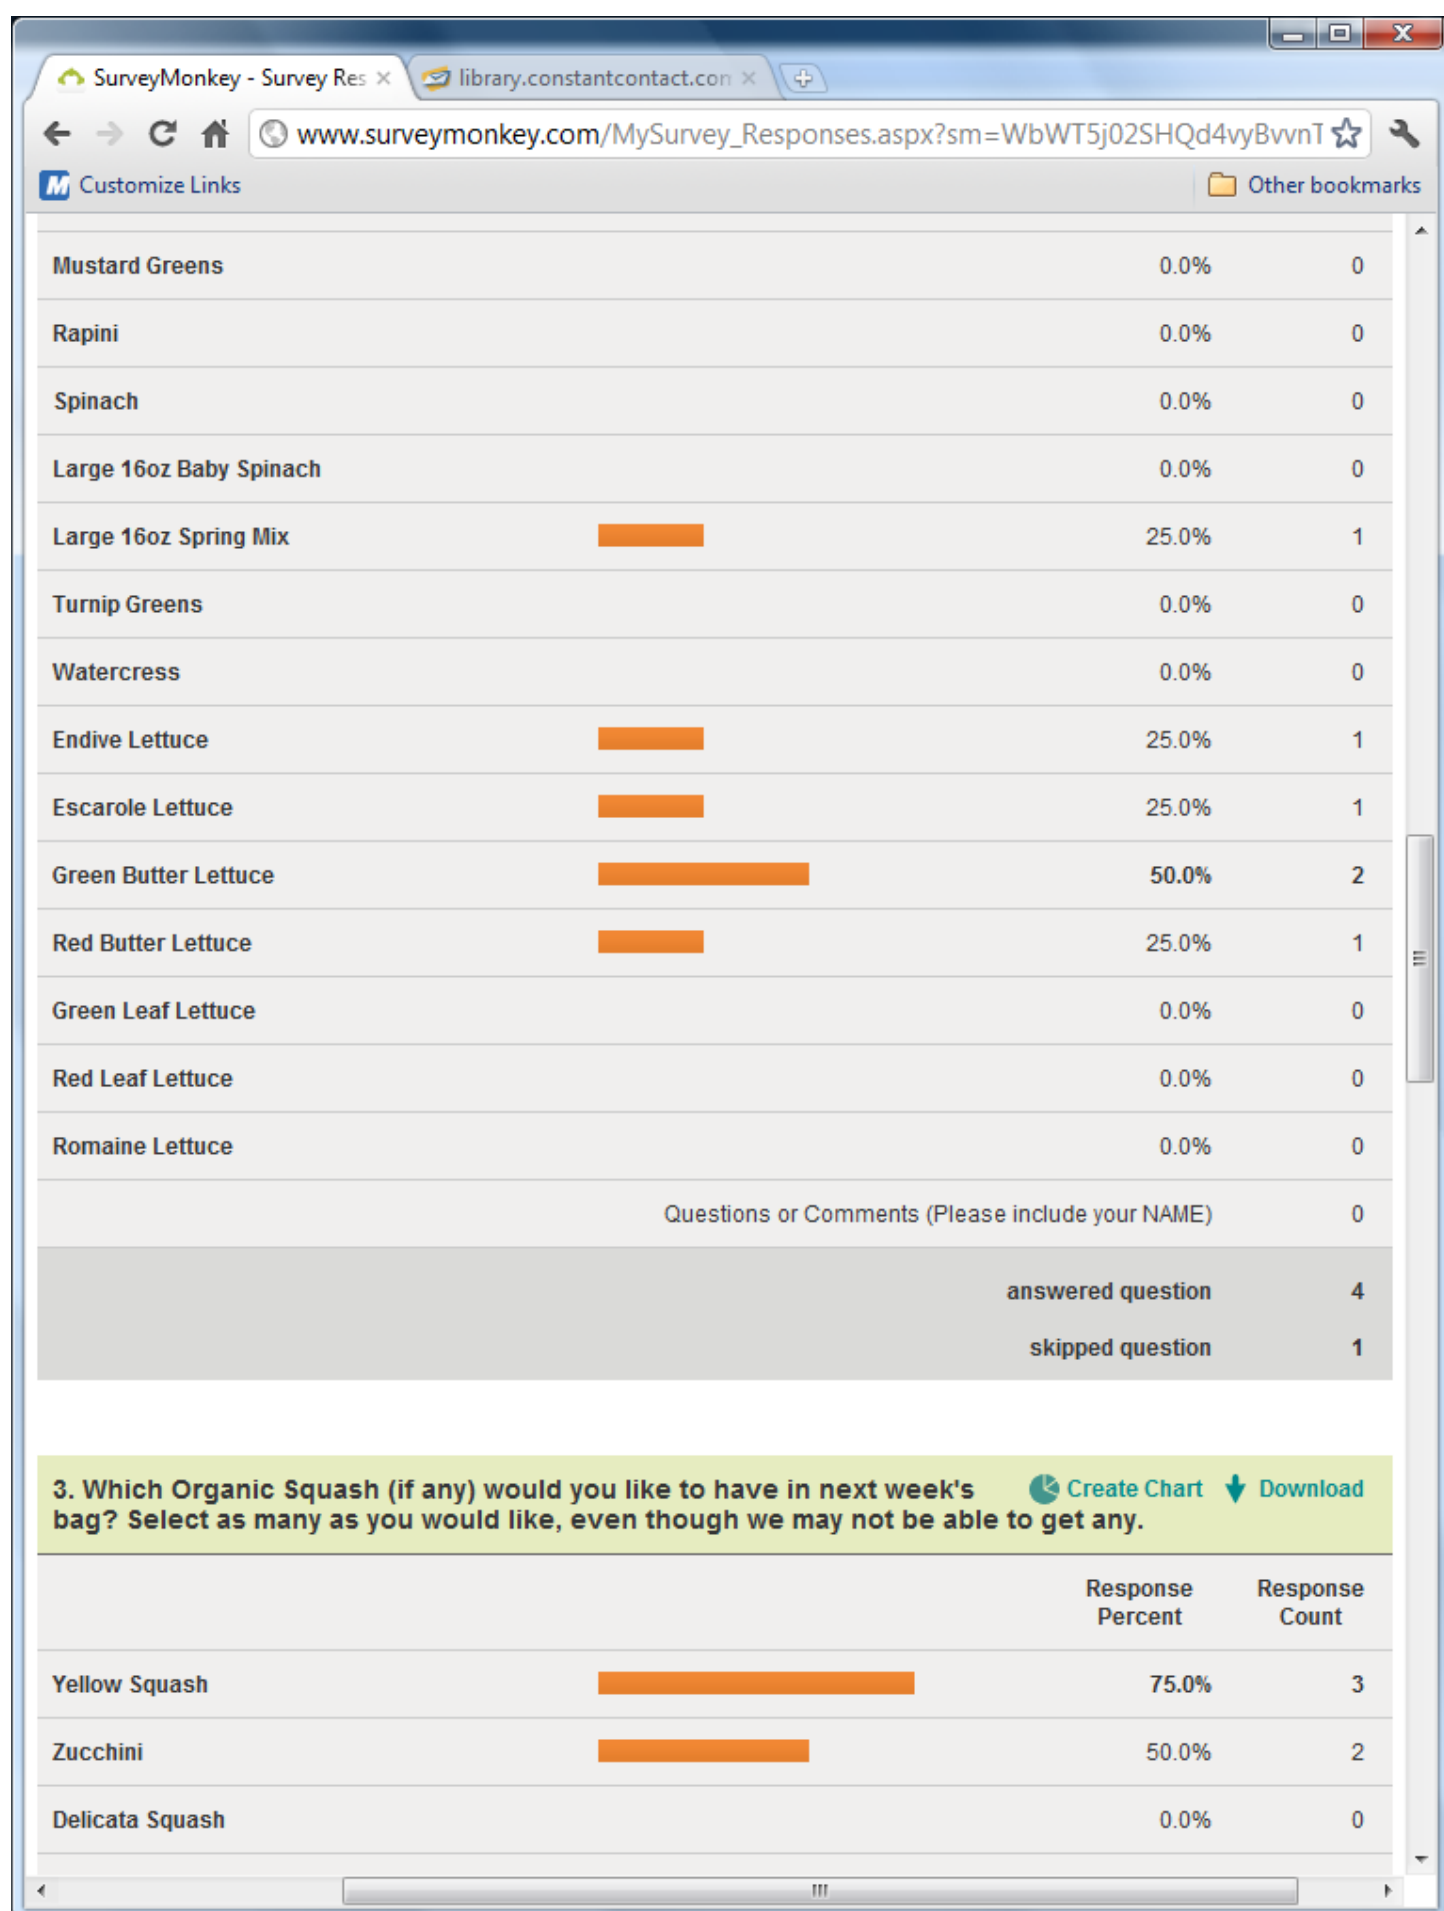 SurveyMonkey - Survey Res
library.constantcontact.con
www.surveymonkey.com/MySurvey_Responses.aspx?sm=WbWT5j02SHQd4vyBvvnT
Customize Links
Other bookmarks
Mustard Greens 0.0% 0
Rapini 0.0% 0
Spinach 0.0% 0
Large 16oz Baby Spinach 0.0% 0
Large 16oz Spring Mix 25.0% 1
Turnip Greens 0.0% 0
Watercress 0.0% 0
Endive Lettuce 25.0% 1
Escarole Lettuce 25.0% 1
Green Butter Lettuce 50.0% 2
Red Butter Lettuce 25.0% 1
Green Leaf Lettuce 0.0% 0
Red Leaf Lettuce 0.0% 0
Romaine Lettuce 0.0% 0
Questions or Comments (Please include your NAME) 0
answered question 4
skipped question 1
3. Which Organic Squash (if any) would you like to have in next week's
bag? Select as many as you would like, even though we may not be able to get any.
Create Chart Download
Response Percent
Response Count
Yellow Squash 75.0% 3
Zucchini 50.0% 2
Delicata Squash 0.0% 0